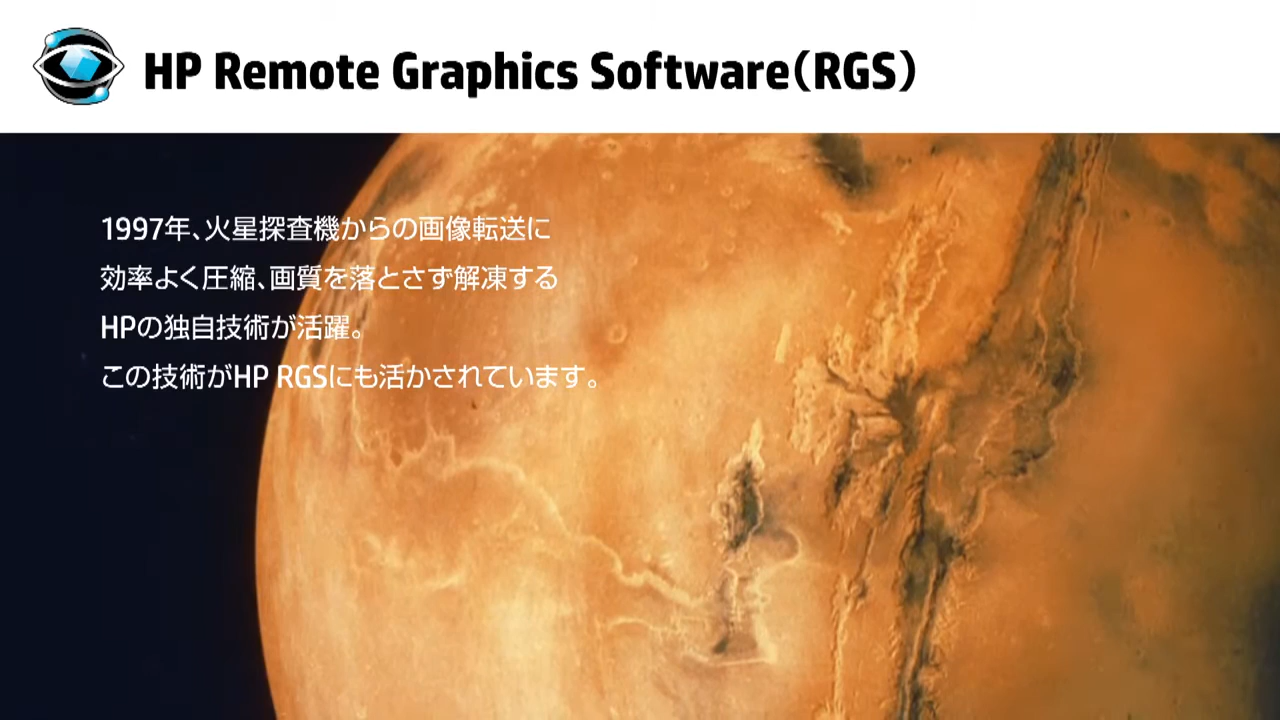 HP Remote Graphics Software(RGS)
1997年、火星探査機からの画像転送に
効率よく圧縮、画質を落とさず解凍する
HPの独自技術が活躍。
この技術がHP RGSにも活かされています。